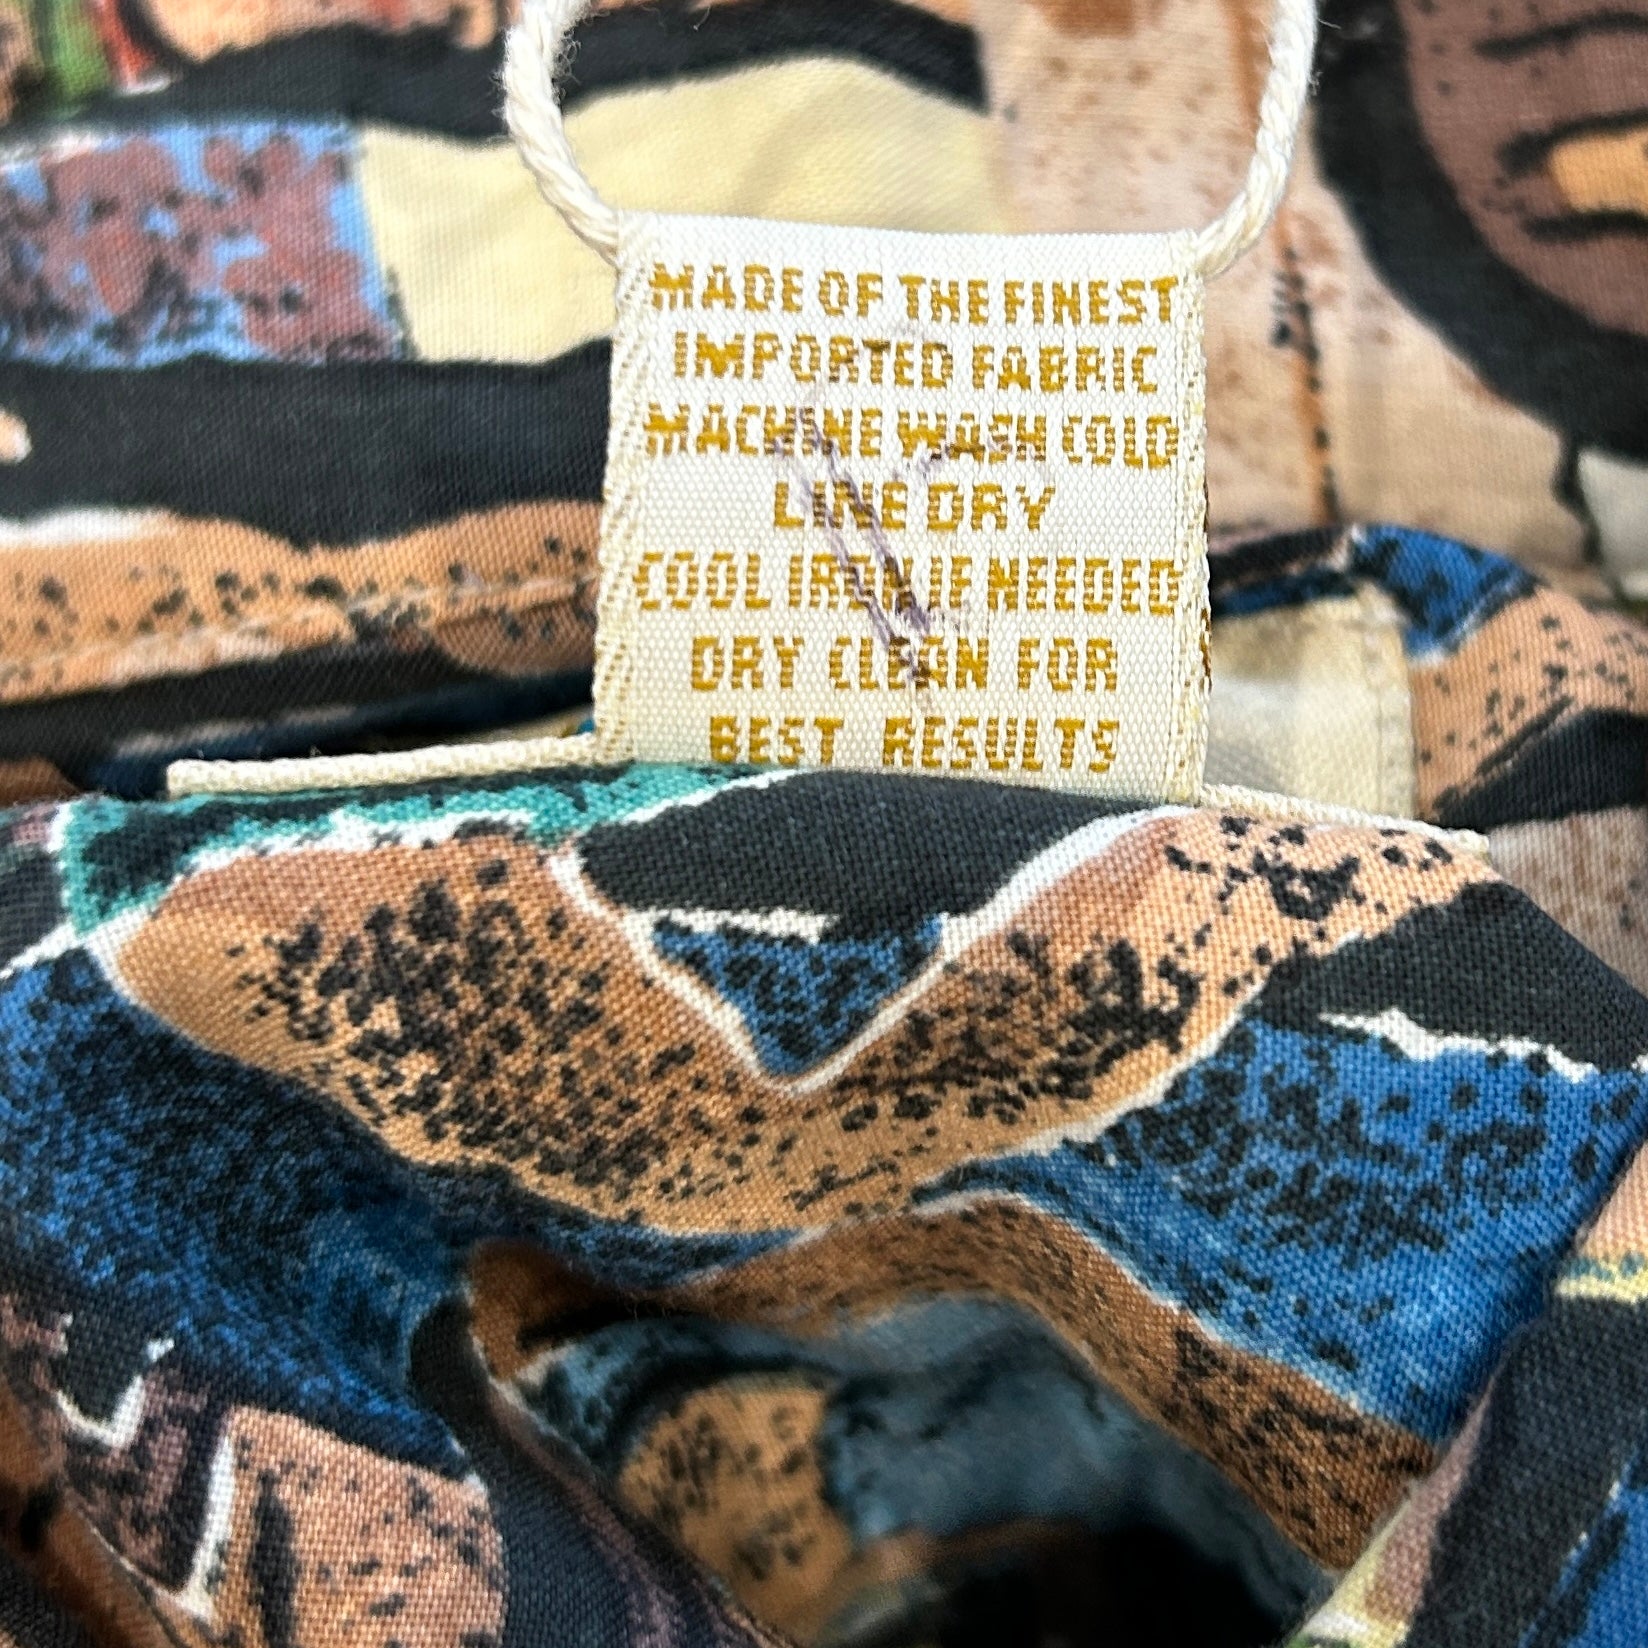 MADE OF THE FINEST
IMPORTED FABRIC
MACHINE WASH COLD
LINE DRY
COOL IRON IF NEEDED
DRY CLEAN FOR
BEST RESULTS